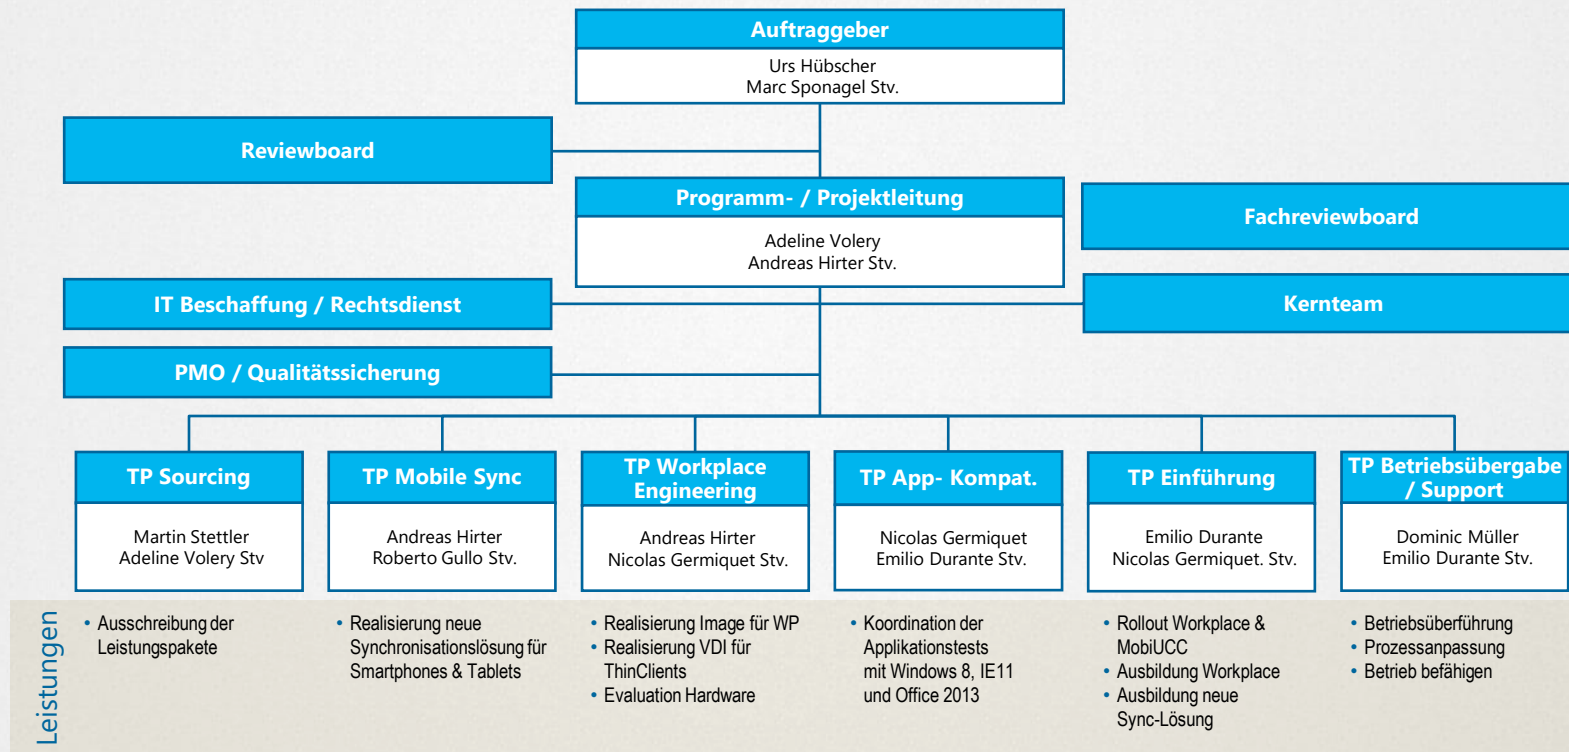 Auftraggeber
Urs Hübscher
Marc Sponagel Stv.
Reviewboard
Programm- / Projektleitung
Adeline Volery
Andreas Hirter Stv.
Fachreviewboard
IT Beschaffung / Rechtsdienst
Kernteam
PMO / Qualitätssicherung
TP Sourcing
Martin Stettler
Adeline Volery Stv
TP Mobile Sync
Andreas Hirter
Roberto Gullo Stv.
TP Workplace
Engineering
Andreas Hirter
Nicolas Germiquet Stv.
TP App- Kompat.
Nicolas Germiquet
Emilio Durante Stv.
TP Einführung
Emilio Durante
Nicolas Germiquet. Stv.
TP Betriebsübergabe
/ Support
Dominic Müller
Emilio Durante Stv.
Leistungen
• Ausschreibung der
Leistungspakete
• Realisierung neue
Synchronisationslösung für
Smartphones & Tablets
• Realisierung Image für WP
• Realisierung VDI für
ThinClients
• Evaluation Hardware
• Koordination der
Applikationstests
mit Windows 8, IE11
und Office 2013
• Rollout Workplace &
MobiUCC
• Ausbildung Workplace
• Ausbildung neue
Sync-Lösung
• Betriebsüberführung
• Prozessanpassung
• Betrieb befähigen